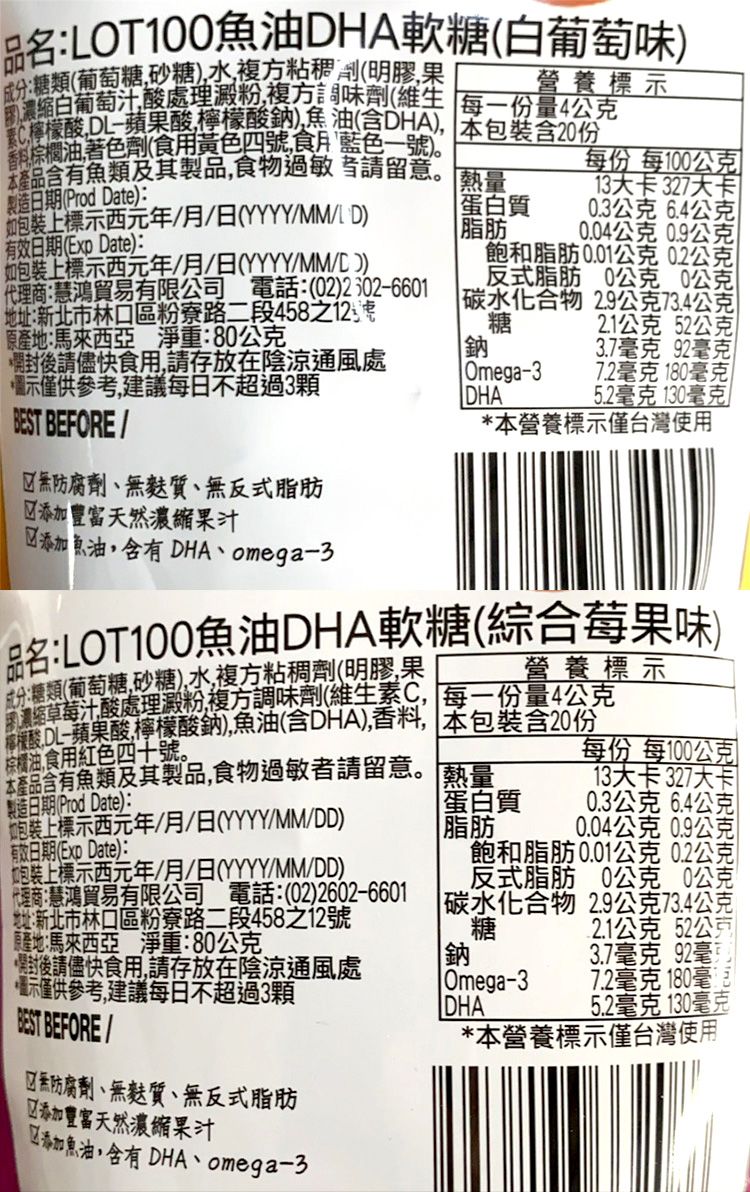 品名:LOT100魚油DHA軟糖(白葡萄味)
成分:糖類(葡萄糖,砂糖),水,複方粘稠劑(明膠,果
膠),濃縮白葡萄汁,酸處理澱粉,複方調味劑(維生
素C,檸檬酸,DL-蘋果酸,檸檬酸鈉),魚油(含DHA),
香料,棕櫚油,著色劑(食用黃色四號,食用藍色一號)。
本產品含有魚類及其製品,食物過敏者請留意。
製造日期(Prod Date):
如包裝上標示西元年/月/日(YYYY/MM/DD)
有效日期(Exp Date):
如包裝上標示西元年/月/日(YYYY/MM/DD)
代理商:慧鴻貿易有限公司 電話:(02)2602-6601
地址:新北市林口區粉寮路二段458之12號
原產地:馬來西亞 淨重:80公克
*開封後請儘快食用,請存放在陰涼通風處
*圖示僅供參考,建議每日不超過3顆
BEST BEFORE /
營養標示
每一份量4公克
本包裝含20份
每份 每100公克
熱量 13大卡 327大卡
蛋白質 0.3公克 6.4公克
脂肪 0.04公克 0.9公克
飽和脂肪 0.01公克 0.2公克
反式脂肪 0公克 0公克
碳水化合物 2.9公克 73.4公克
糖 2.1公克 52公克
鈉 3.7毫克 92毫克
Omega-3 7.2毫克 180毫克
DHA 5.2毫克 130毫克
*本營養標示僅台灣使用
☑無防腐劑、無麩質、無反式脂肪
☑添加豐富天然濃縮果汁
☑添加魚油,含有 DHA、omega-3
品名:LOT100魚油DHA軟糖(綜合莓果味)
成分:糖類(葡萄糖,砂糖),水,複方粘稠劑(明膠,果
膠),濃縮草莓汁,酸處理澱粉,複方調味劑(維生素C,
檸檬酸,DL-蘋果酸,檸檬酸鈉),魚油(含DHA),香料,
棕櫚油,食用紅色四十號。
本產品含有魚類及其製品,食物過敏者請留意。
製造日期(Prod Date):
如包裝上標示西元年/月/日(YYYY/MM/DD)
有效日期(Exp Date):
如包裝上標示西元年/月/日(YYYY/MM/DD)
代理商:慧鴻貿易有限公司 電話:(02)2602-6601
地址:新北市林口區粉寮路二段458之12號
原產地:馬來西亞 淨重:80公克
*開封後請儘快食用,請存放在陰涼通風處
*圖示僅供參考,建議每日不超過3顆
BEST BEFORE /
營養標示
每一份量4公克
本包裝含20份
每份 每100公克
熱量 13大卡 327大卡
蛋白質 0.3公克 6.4公克
脂肪 0.04公克 0.9公克
飽和脂肪 0.01公克 0.2公克
反式脂肪 0公克 0公克
碳水化合物 2.9公克 73.4公克
糖 2.1公克 52公克
鈉 3.7毫克 92毫克
Omega-3 7.2毫克 180毫克
DHA 5.2毫克 130毫克
*本營養標示僅台灣使用
☑無防腐劑、無麩質、無反式脂肪
☑添加豐富天然濃縮果汁
☑添加魚油,含有 DHA、omega-3